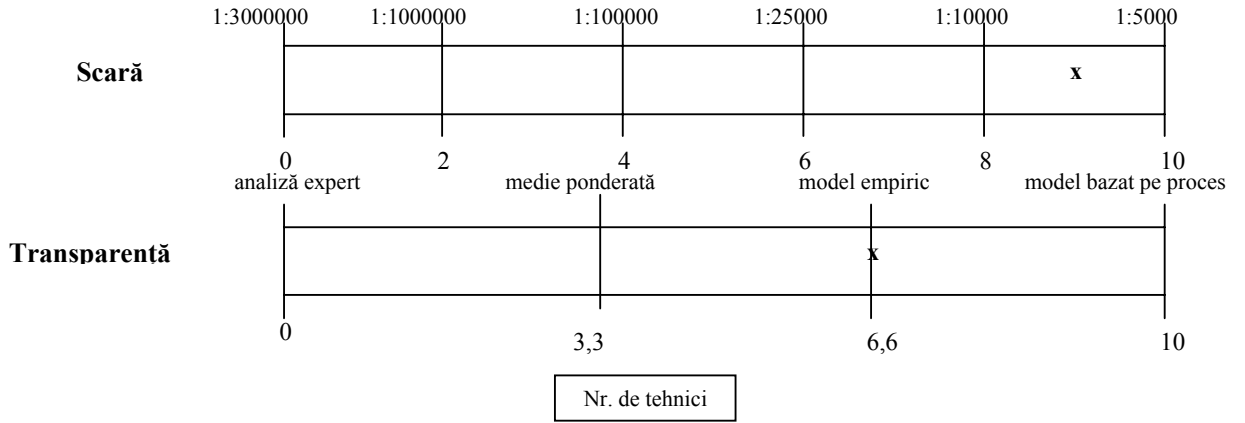 1:3000000 1:1000000 1:100000 1:25000 1:10000 1:5000
Scară x
0 2 4 6 8 10
analiză expert medie ponderată model empiric model bazat pe proces
Transparență x
0 3,3 6,6 10
Nr. de tehnici